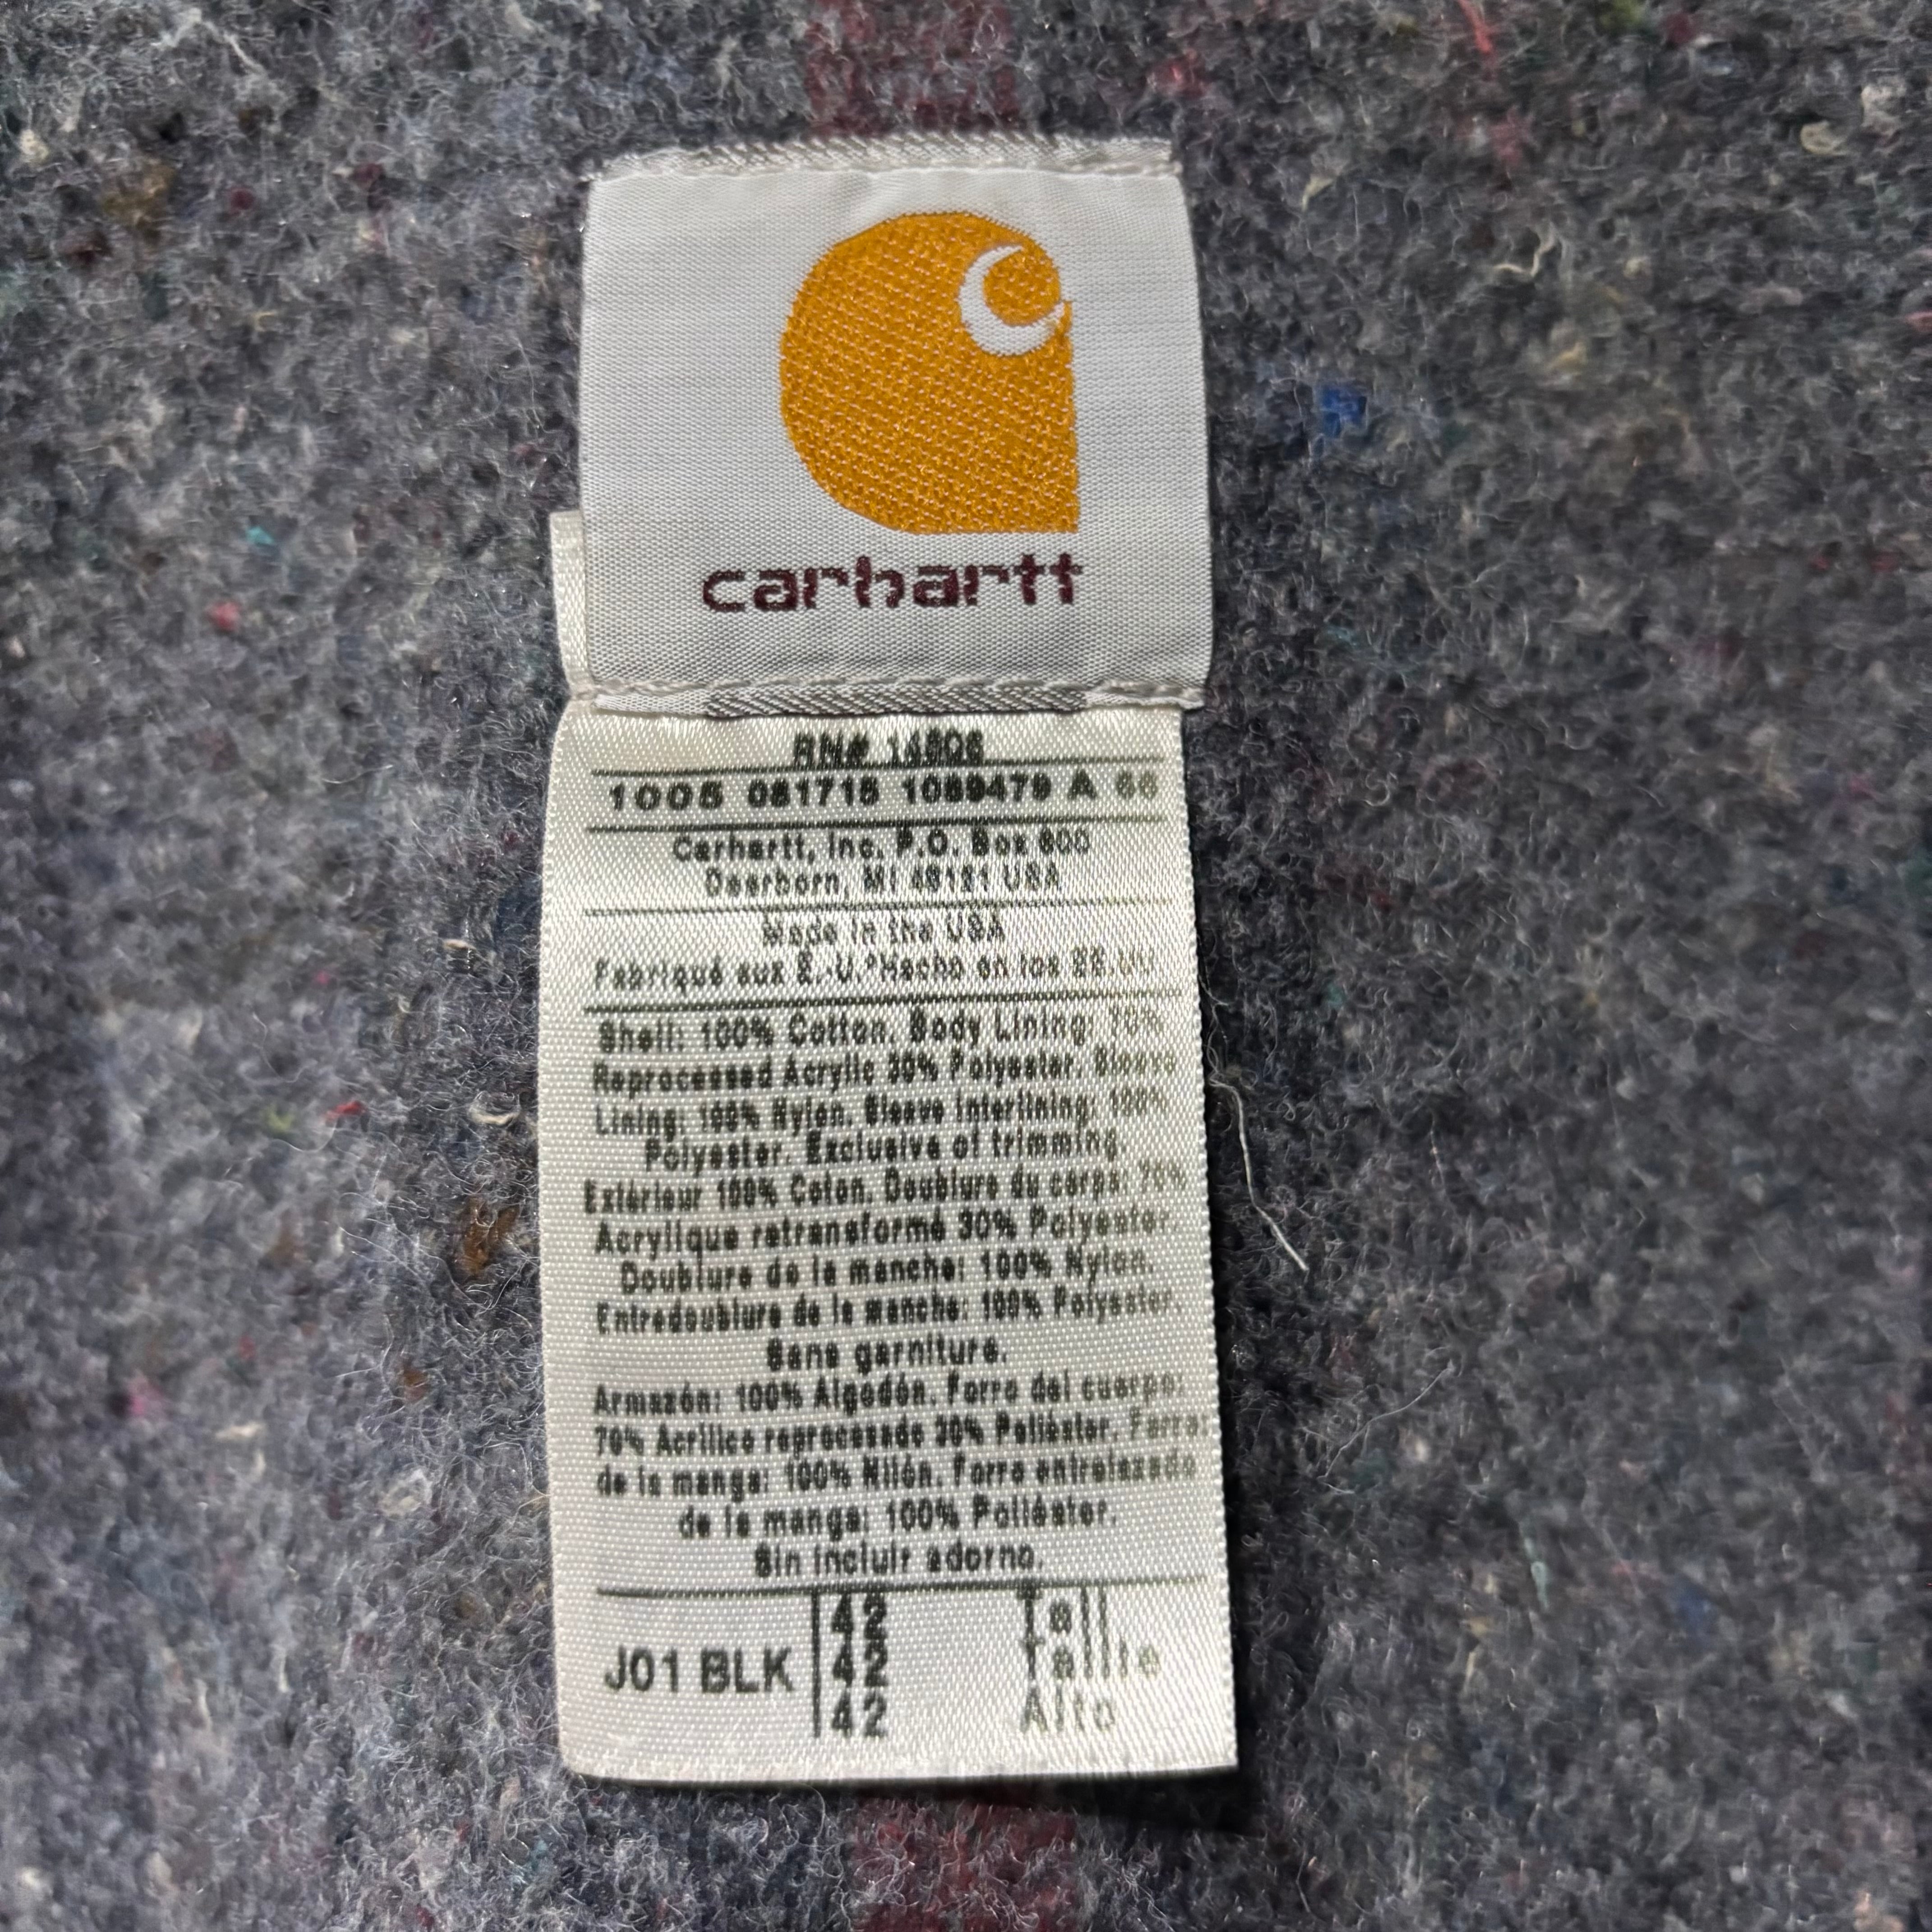 carhartt
RN# 14806
1005 081715 1089479 A 66
Carhartt, Inc. P.O. Box 600
Dearborn, MI 48121 USA
Made in the USA
Fabriqué aux E.-U.*Hecho en los EE.UU
Shell: 100% Cotton. Body Lining: 70%
Reprocessed Acrylic 30% Polyester. Sleeve
Lining: 100% Nylon. Sleeve Interlining: 100%
Polyester. Exclusive of trimming.
Extérieur 100% Coton. Doublure du corps: 70%
Acrylique retransformé 30% Polyester.
Doublure de la manche: 100% Nylon.
Entredoublure de la manche: 100% Polyester.
Sans garniture.
Armazón: 100% Algodón. Forro del cuerpo:
70% Acrílico reprocesado 30% Poliéster. Forro:
de la manga: 100% Nilón. Forro entrelazado
de la manga: 100% Poliéster.
Sin incluir adorno.
J01 BLK
42 Tall
42 Taille
42 Alto